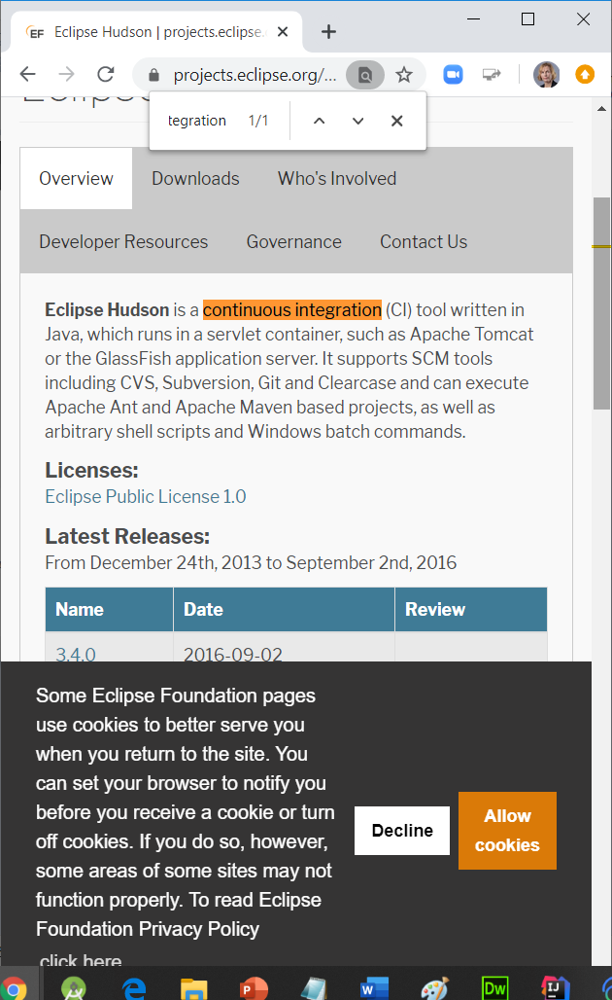 EF Eclipse Hudson | projects.eclipse.
projects.eclipse.org/...
Eclipse
tegration 1/1
Overview Downloads Who's Involved
Developer Resources Governance Contact Us
Eclipse Hudson is a continuous integration (CI) tool written in
Java, which runs in a servlet container, such as Apache Tomcat
or the GlassFish application server. It supports SCM tools
including CVS, Subversion, Git and Clearcase and can execute
Apache Ant and Apache Maven based projects, as well as
arbitrary shell scripts and Windows batch commands.
Licenses:
Eclipse Public License 1.0
Latest Releases:
From December 24th, 2013 to September 2nd, 2016
Name Date Review
3.4.0 2016-09-02
Some Eclipse Foundation pages
use cookies to better serve you
when you return to the site. You
can set your browser to notify you
before you receive a cookie or turn
off cookies. If you do so, however,
some areas of some sites may not
function properly. To read Eclipse
Foundation Privacy Policy
click here
Decline
Allow
cookies
P W Dw IJ